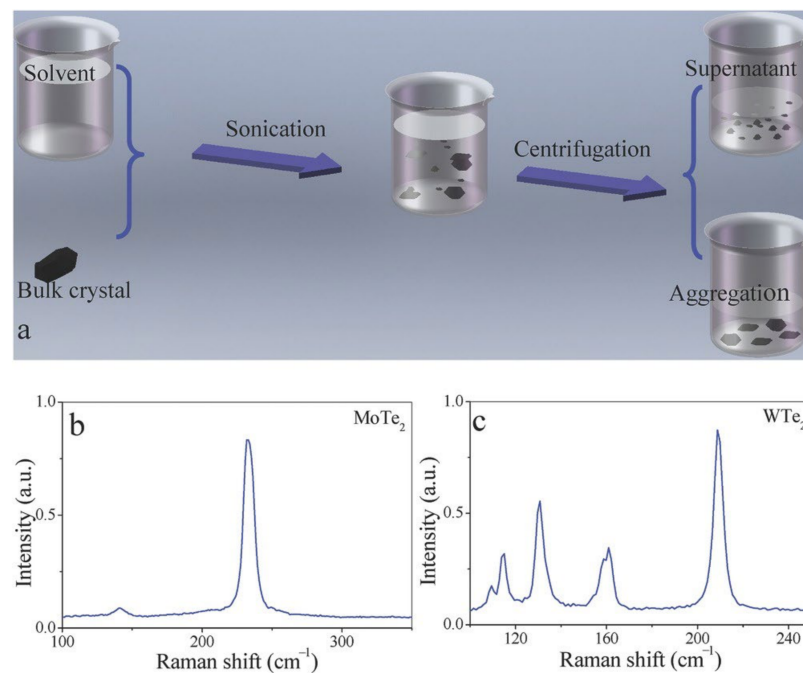 Solvent
Supernatant
Sonication
Centrifugation
Bulk crystal
Aggregation
a
b
MoTe₂
1.0
0.5
0.0
Intensity (a.u.)
100
200
300
Raman shift (cm⁻¹)
c
WTe₂
1.0
0.5
0.0
Intensity (a.u.)
120
160
200
240
Raman shift (cm⁻¹)